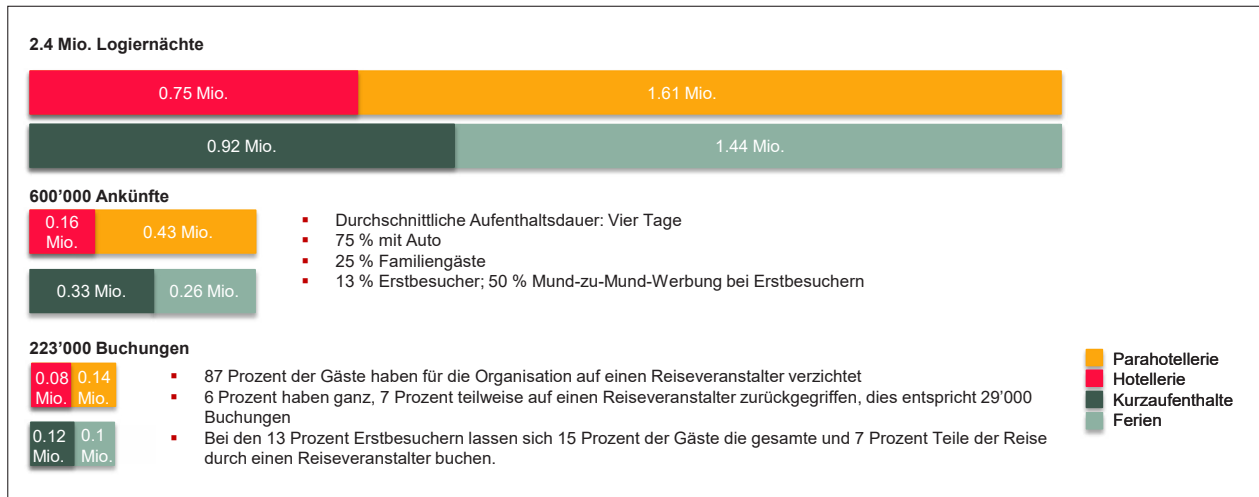 2.4 Mio. Logiernächte
0.75 Mio.
1.61 Mio.
0.92 Mio.
1.44 Mio.
600’000 Ankünfte
0.16
Mio.
0.43 Mio.
0.33 Mio.
0.26 Mio.
▪ Durchschnittliche Aufenthaltsdauer: Vier Tage
▪ 75 % mit Auto
▪ 25 % Familiengäste
▪ 13 % Erstbesucher; 50 % Mund-zu-Mund-Werbung bei Erstbesuchern
223’000 Buchungen
0.08
Mio.
0.14
Mio.
0.12
Mio.
0.1
Mio.
▪ 87 Prozent der Gäste haben für die Organisation auf einen Reiseveranstalter verzichtet
▪ 6 Prozent haben ganz, 7 Prozent teilweise auf einen Reiseveranstalter zurückgegriffen, dies entspricht 29’000
Buchungen
▪ Bei den 13 Prozent Erstbesuchern lassen sich 15 Prozent der Gäste die gesamte und 7 Prozent Teile der Reise
durch einen Reiseveranstalter buchen.
Parahotellerie
Hotellerie
Kurzaufenthalte
Ferien